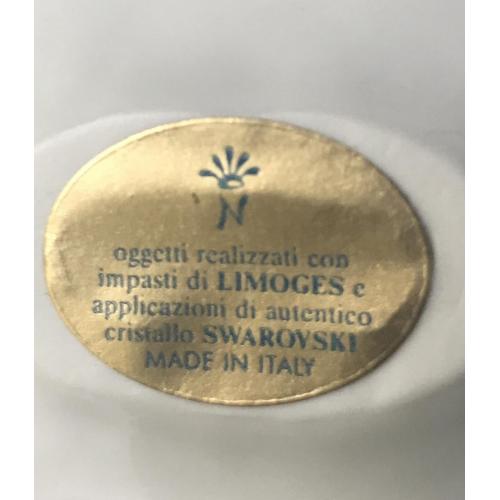 N
oggetti realizzati con
impasti di LIMOGES e
applicazioni di autentico
cristallo SWAROVSKI
MADE IN ITALY